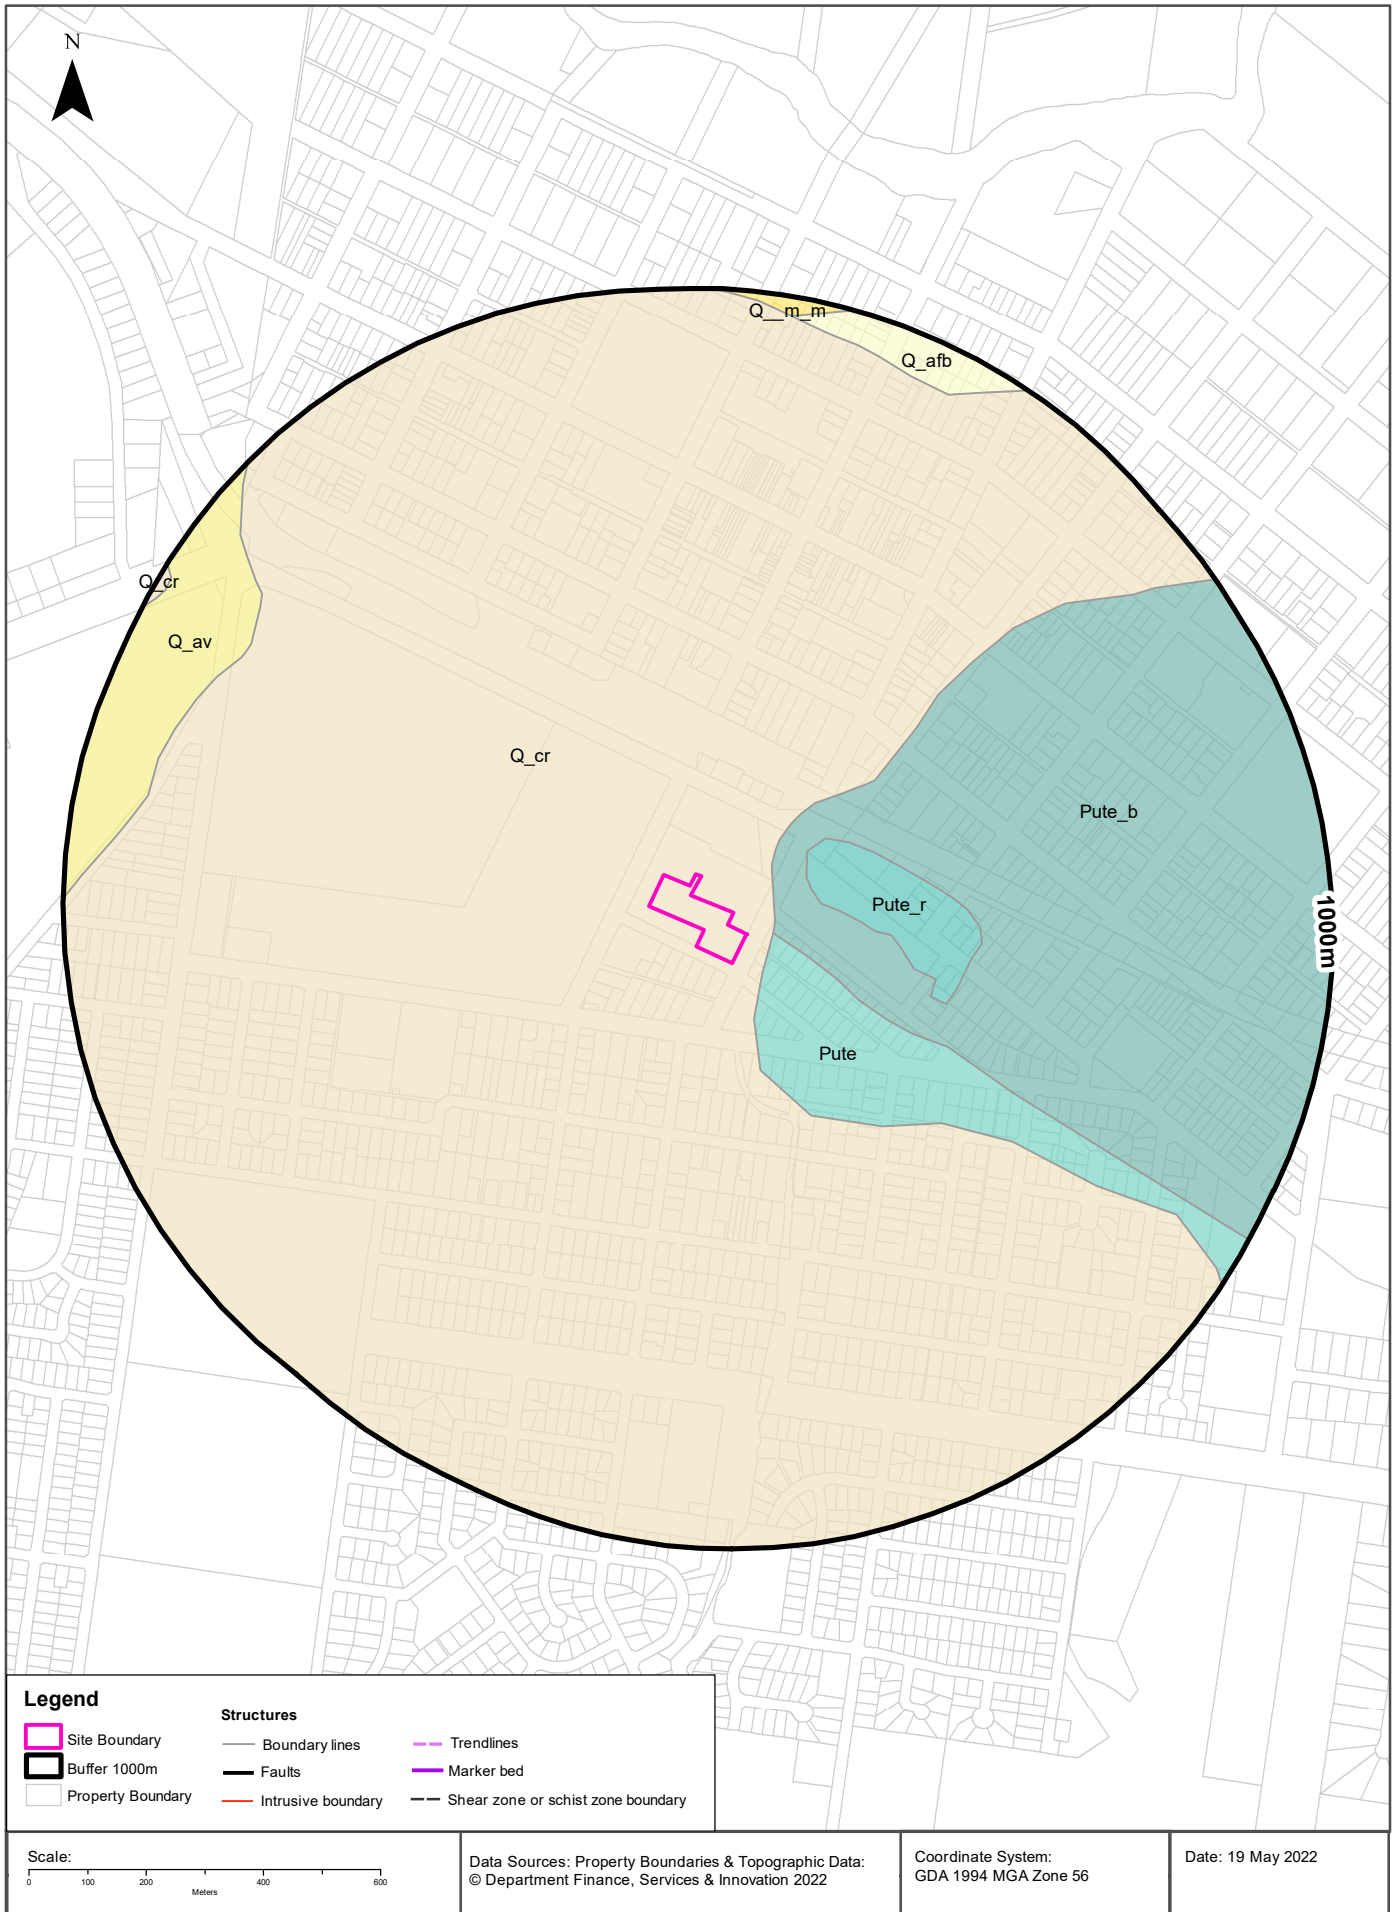 N
Q__m_m
Q_afb
Q_cr
Q_av
Q_cr
Pute_b
Pute_r
1000m
Pute
Legend
Site Boundary
Buffer 1000m
Property Boundary
Structures
Boundary lines
Faults
Intrusive boundary
Trendlines
Marker bed
Shear zone or schist zone boundary
Scale:
0 100 200 400 600
Meters
Data Sources: Property Boundaries & Topographic Data:
© Department Finance, Services & Innovation 2022
Coordinate System:
GDA 1994 MGA Zone 56
Date: 19 May 2022